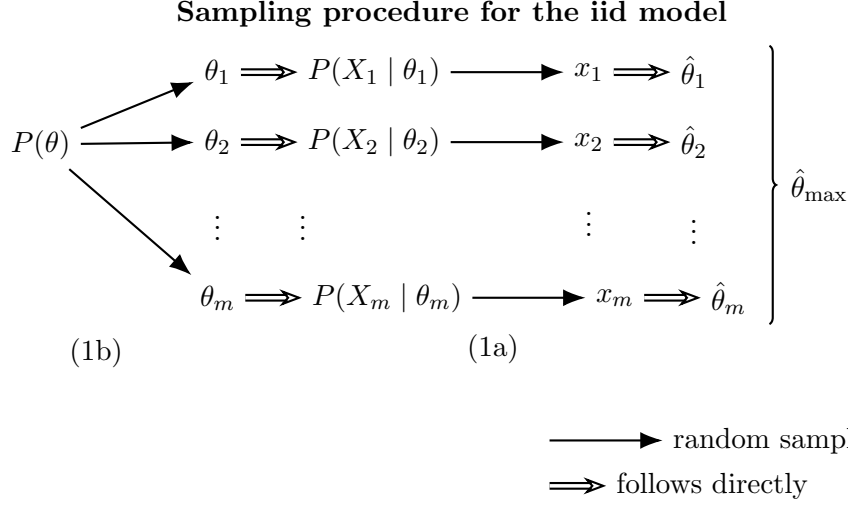 Sampling procedure for the iid model
θ₁ ⟹ P(X₁ | θ₁) ⟶ x₁ ⟹ θ̂₁
P(θ) θ₂ ⟹ P(X₂ | θ₂) ⟶ x₂ ⟹ θ̂₂
θ̂max
⋮ ⋮ ⋮ ⋮
θₘ ⟹ P(Xₘ | θₘ) ⟶ xₘ ⟹ θ̂ₘ
(1b) (1a)
⟶ random sampl
⟹ follows directly